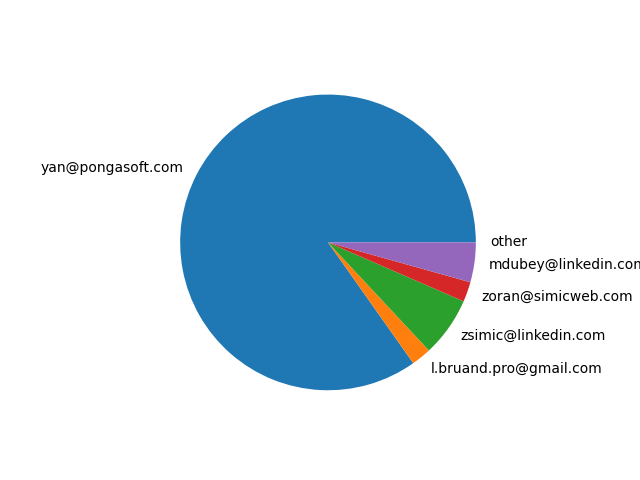 yan@pongasoft.com
other
mdubey@linkedin.com
zoran@simicweb.com
zsimic@linkedin.com
l.bruand.pro@gmail.com